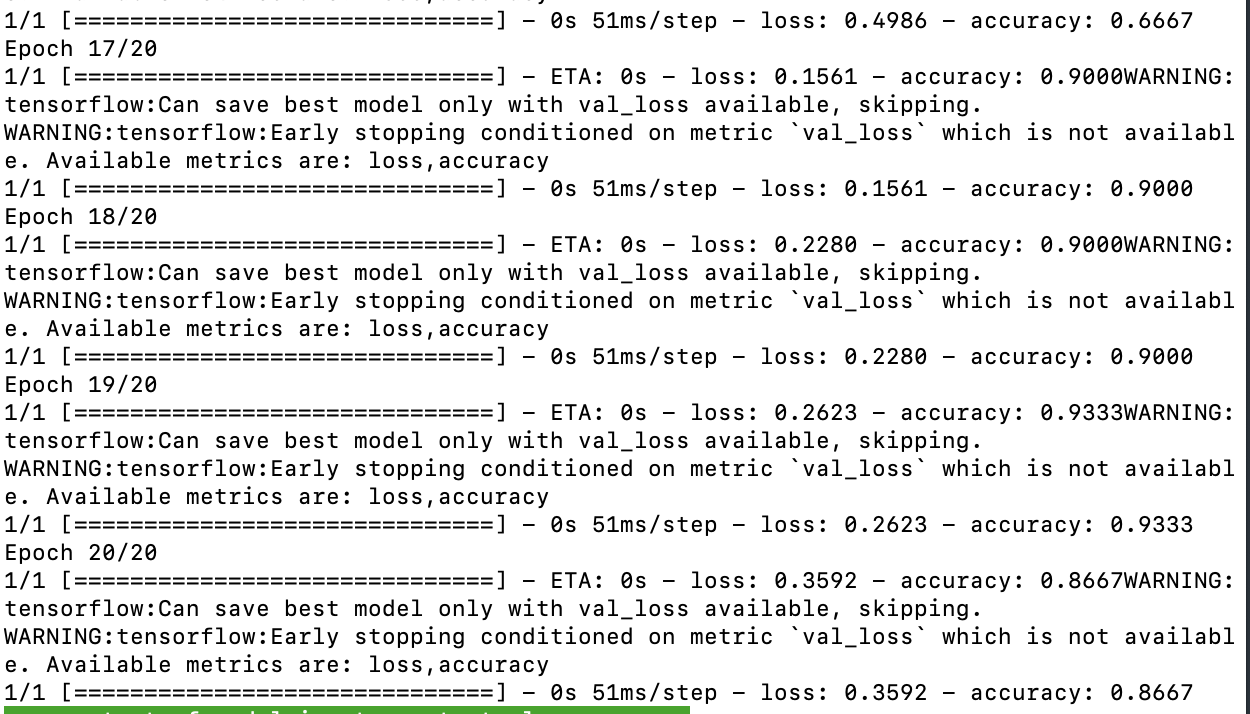 1/1 [==============================] - 0s 51ms/step - loss: 0.4986 - accuracy: 0.6667
Epoch 17/20
1/1 [==============================] - ETA: 0s - loss: 0.1561 - accuracy: 0.9000WARNING:
tensorflow:Can save best model only with val_loss available, skipping.
WARNING:tensorflow:Early stopping conditioned on metric `val_loss` which is not availabl
e. Available metrics are: loss,accuracy
1/1 [==============================] - 0s 51ms/step - loss: 0.1561 - accuracy: 0.9000
Epoch 18/20
1/1 [==============================] - ETA: 0s - loss: 0.2280 - accuracy: 0.9000WARNING:
tensorflow:Can save best model only with val_loss available, skipping.
WARNING:tensorflow:Early stopping conditioned on metric `val_loss` which is not availabl
e. Available metrics are: loss,accuracy
1/1 [==============================] - 0s 51ms/step - loss: 0.2280 - accuracy: 0.9000
Epoch 19/20
1/1 [==============================] - ETA: 0s - loss: 0.2623 - accuracy: 0.9333WARNING:
tensorflow:Can save best model only with val_loss available, skipping.
WARNING:tensorflow:Early stopping conditioned on metric `val_loss` which is not availabl
e. Available metrics are: loss,accuracy
1/1 [==============================] - 0s 51ms/step - loss: 0.2623 - accuracy: 0.9333
Epoch 20/20
1/1 [==============================] - ETA: 0s - loss: 0.3592 - accuracy: 0.8667WARNING:
tensorflow:Can save best model only with val_loss available, skipping.
WARNING:tensorflow:Early stopping conditioned on metric `val_loss` which is not availabl
e. Available metrics are: loss,accuracy
1/1 [==============================] - 0s 51ms/step - loss: 0.3592 - accuracy: 0.8667